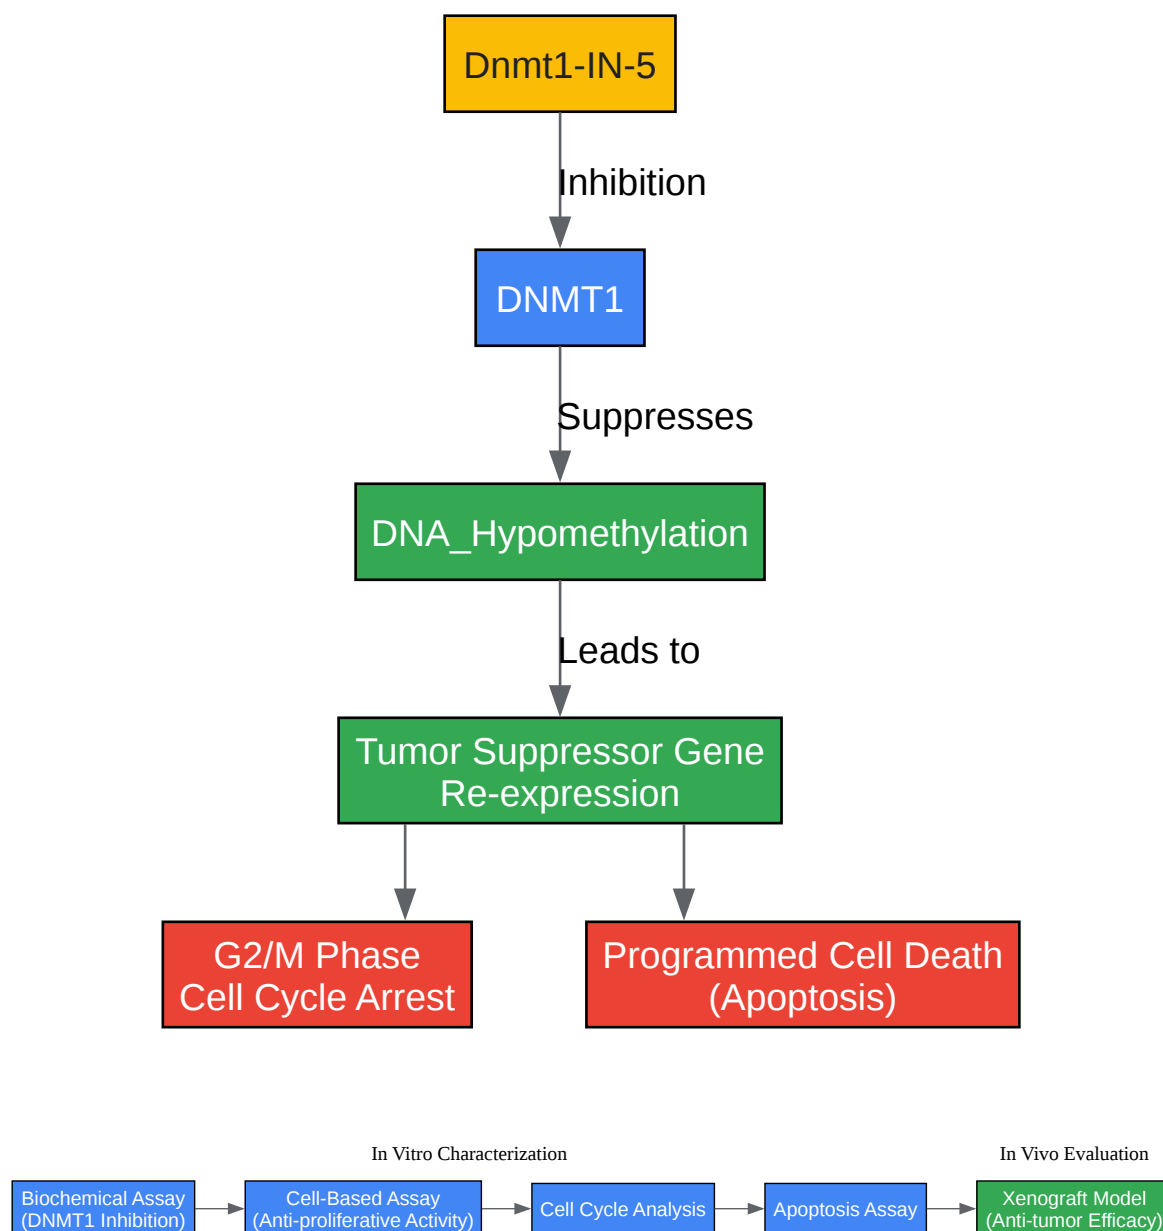 Dnmt1-IN-5
Inhibition
DNMT1
Suppresses
DNA_Hypomethylation
Leads to
Tumor Suppressor Gene
Re-expression
G2/M Phase
Cell Cycle Arrest
Programmed Cell Death
(Apoptosis)
In Vitro Characterization
In Vivo Evaluation
Biochemical Assay
(DNMT1 Inhibition)
Cell-Based Assay
(Anti-proliferative Activity)
Cell Cycle Analysis
Apoptosis Assay
Xenograft Model
(Anti-tumor Efficacy)